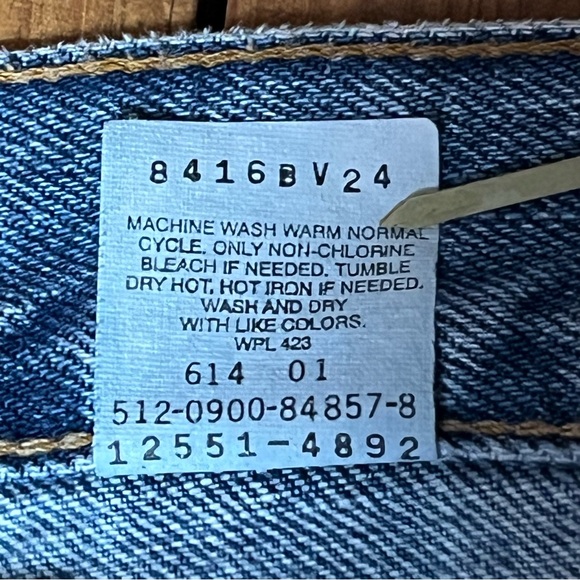 8416BV24
MACHINE WASH WARM NORMAL
CYCLE. ONLY NON-CHLORINE
BLEACH IF NEEDED. TUMBLE
DRY HOT. HOT IRON IF NEEDED.
WASH AND DRY
WITH LIKE COLORS.
WPL 423
614 01
512-0900-84857-8
12551-4892